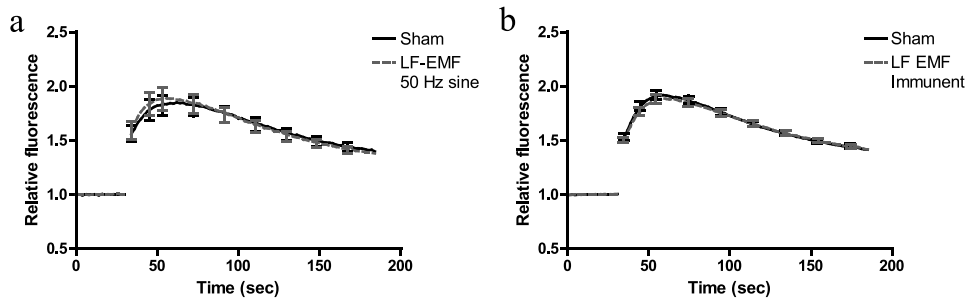 a
Relative fluorescence
2.5
2.0
1.5
1.0
0.5
0
50
100
150
200
Time (sec)
Sham
LF-EMF
50 Hz sine
b
Relative fluorescence
2.5
2.0
1.5
1.0
0.5
0
50
100
150
200
Time (sec)
Sham
LF EMF
Immunent